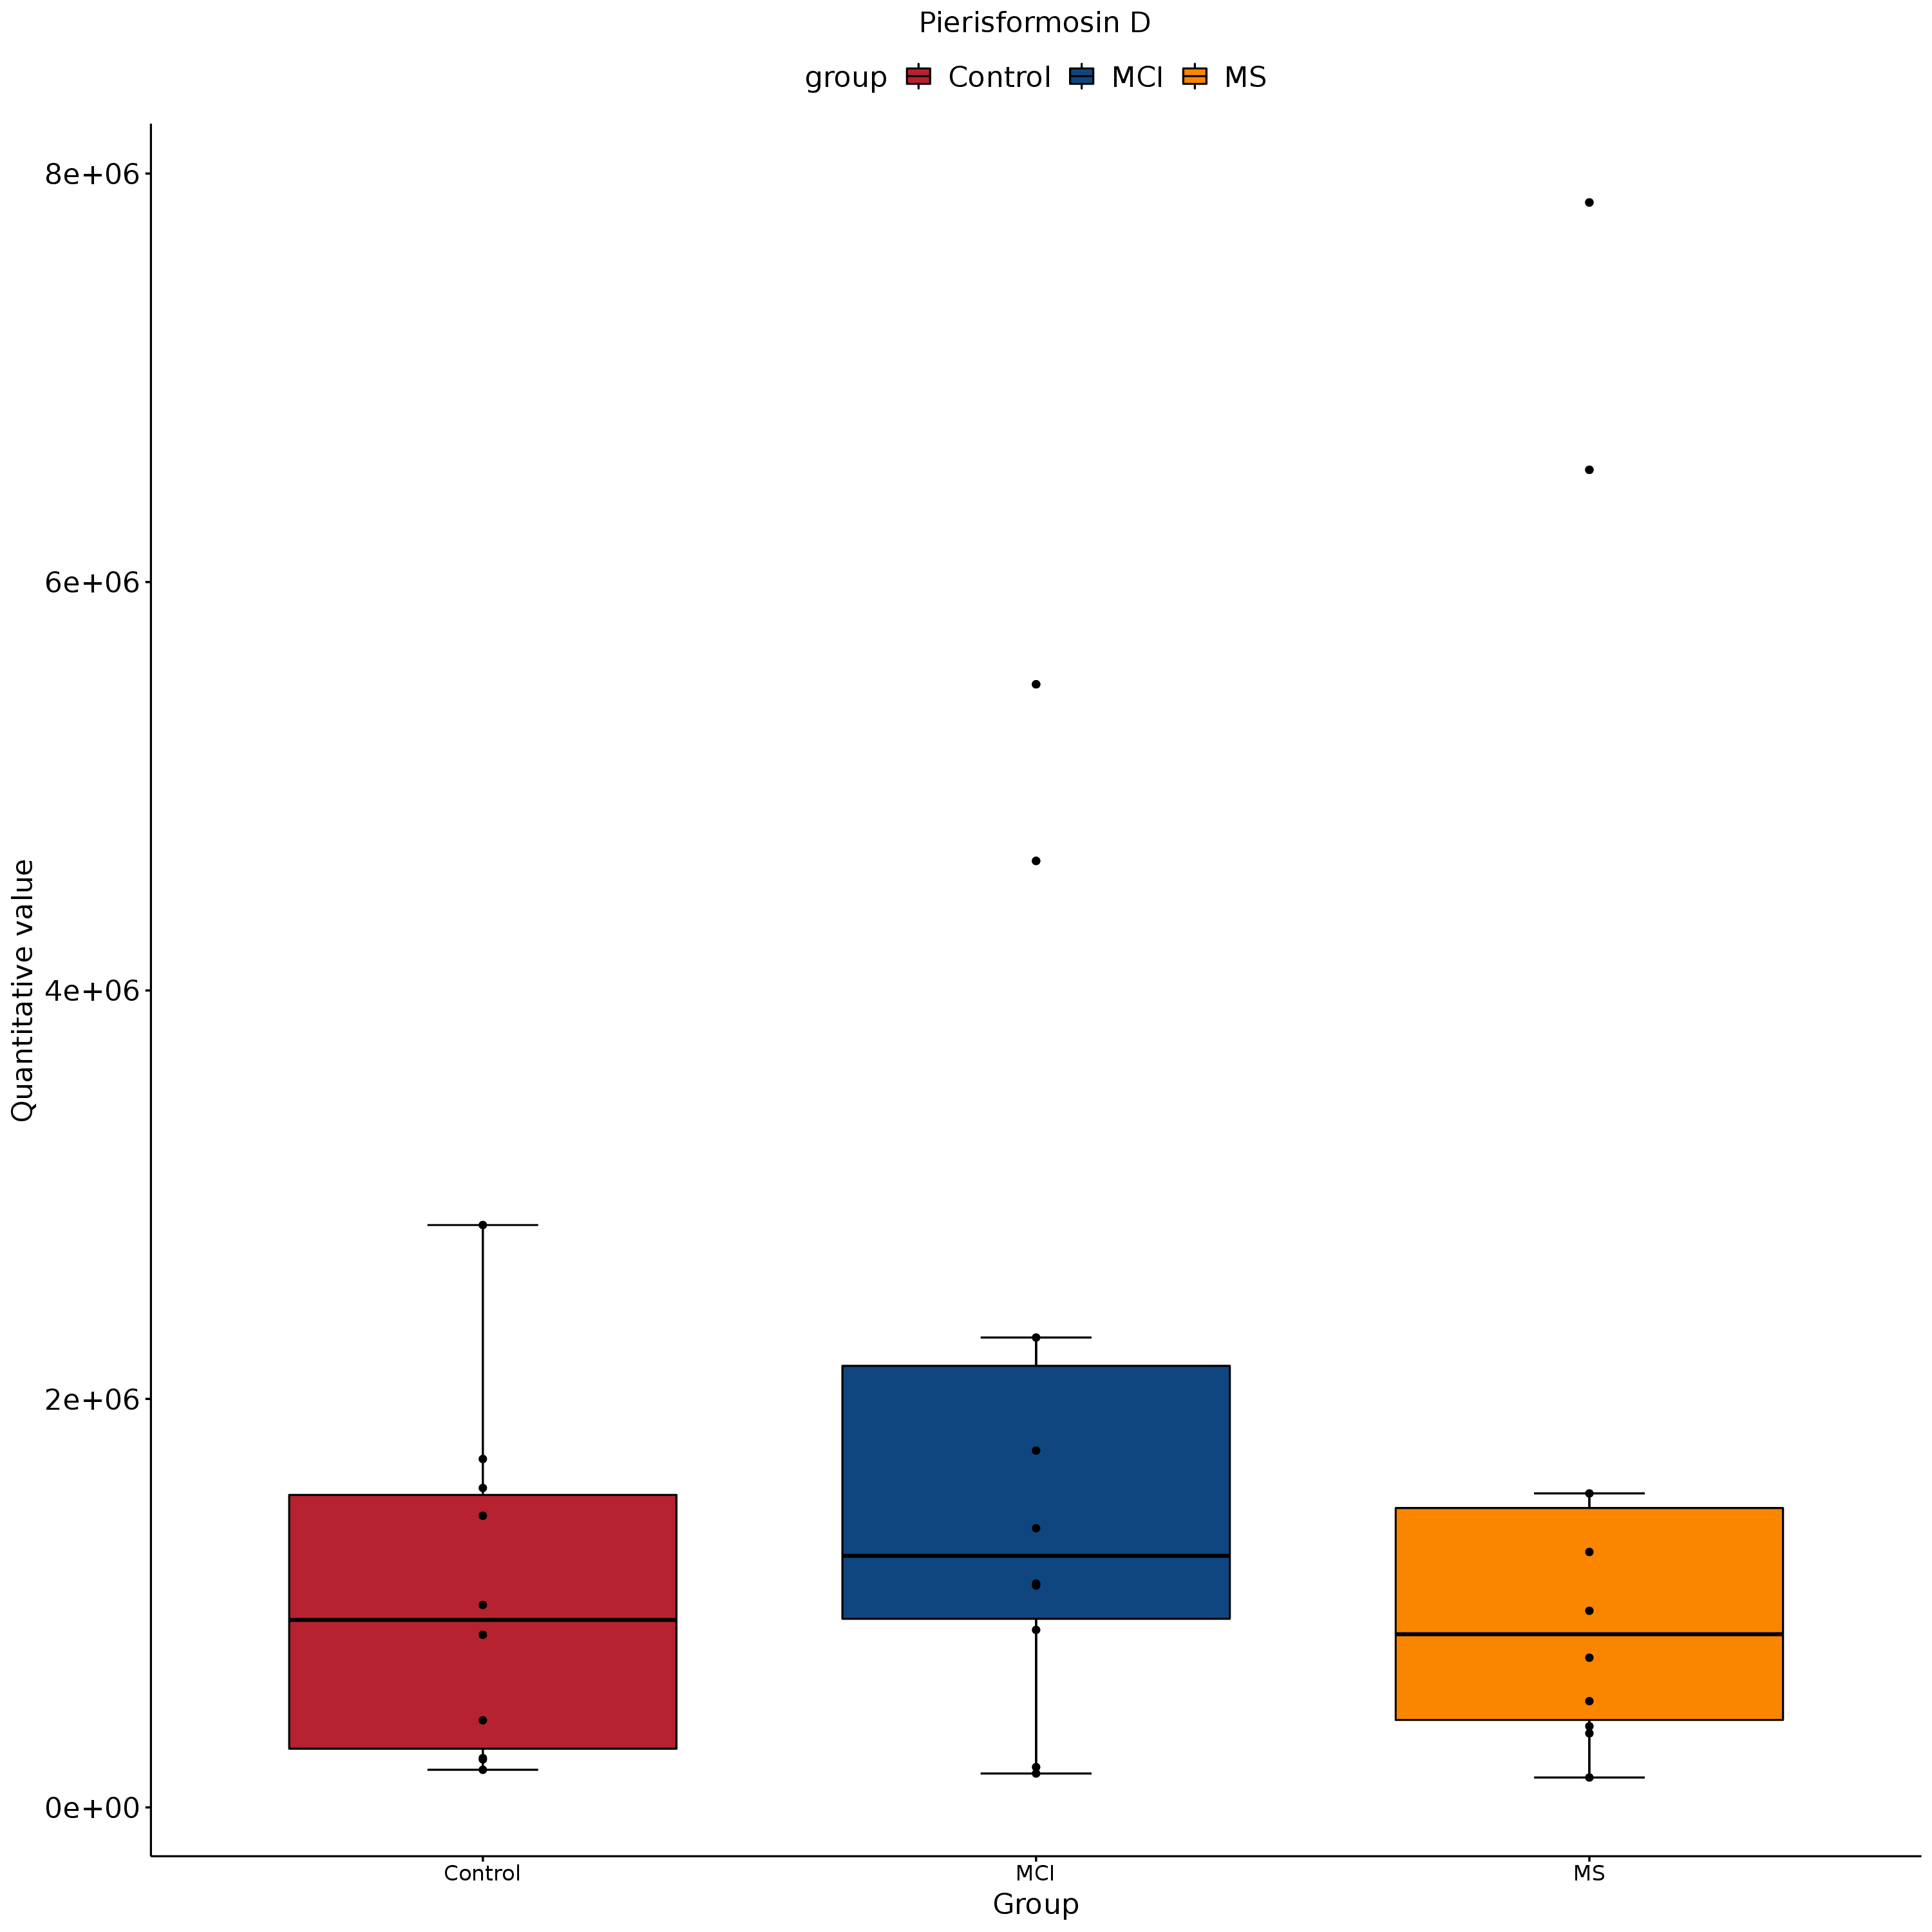 Pierisformosin D
group Control MCI MS
8e+06
6e+06
4e+06
2e+06
0e+00
Quantitative value
Control MCI MS
Group